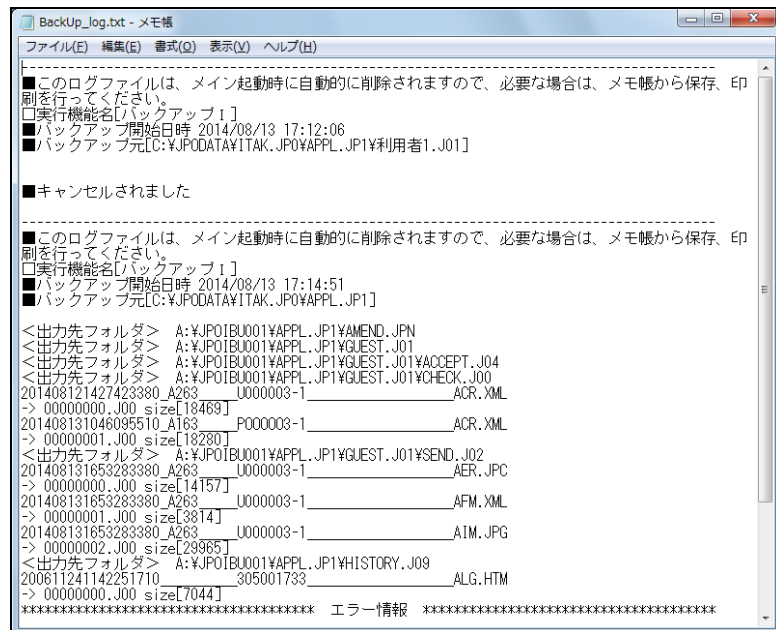 BackUp_log.txt - メモ帳
ファイル(F) 編集(E) 書式(O) 表示(V) ヘルプ(H)
------------------------------------------------------------------------------------------
■このログファイルは、メイン起動時に自動的に削除されますので、必要な場合は、メモ帳から保存、印
刷を行ってください。
□実行機能名[バックアップⅠ]
■バックアップ開始日時 2014/08/13 17:12:06
■バックアップ元[C:¥JPODATA¥ITAK.JP0¥APPL.JP1¥利用者1.J01]
■キャンセルされました
------------------------------------------------------------------------------------------
■このログファイルは、メイン起動時に自動的に削除されますので、必要な場合は、メモ帳から保存、印
刷を行ってください。
□実行機能名[バックアップⅠ]
■バックアップ開始日時 2014/08/13 17:14:51
■バックアップ元[C:¥JPODATA¥ITAK.JP0¥APPL.JP1]
<出力先フォルダ> A:¥JPOIBU001¥APPL.JP1¥AMEND.JPN
<出力先フォルダ> A:¥JPOIBU001¥APPL.JP1¥GUEST.J01
<出力先フォルダ> A:¥JPOIBU001¥APPL.JP1¥GUEST.J01¥ACCEPT.J04
<出力先フォルダ> A:¥JPOIBU001¥APPL.JP1¥GUEST.J01¥CHECK.J00
201408121427423380_A263_____U000003-1___________________ACR.XML
-> 00000000.J00 size[18469]
201408131046095510_A163_____P000003-1___________________ACR.XML
-> 00000001.J00 size[18280]
<出力先フォルダ> A:¥JPOIBU001¥APPL.JP1¥GUEST.J01¥SEND.J02
201408131653283380_A263_____U000003-1___________________AER.JPC
-> 00000000.J00 size[14157]
201408131653283380_A263_____U000003-1___________________AFM.XML
-> 00000001.J00 size[3814]
201408131653283380_A263_____U000003-1___________________AIM.JPG
-> 00000002.J00 size[29965]
<出力先フォルダ> A:¥JPOIBU001¥APPL.JP1¥HISTORY.J09
200611241142251710__________305001733___________________ALG.HTM
-> 00000000.J00 size[7044]
************************************** エラー情報 **************************************